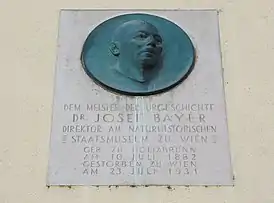 DEM MEISTER DER URGESCHICHTE
DR. JOSEF BAYER
DIREKTOR AM NATURHISTORISCHEN
STAATSMUSEUM ZU WIEN
GEB. ZU HOLLABRUNN
AM 10. JULI 1882
GESTORBEN ZU WIEN
AM 23. JULI 1931